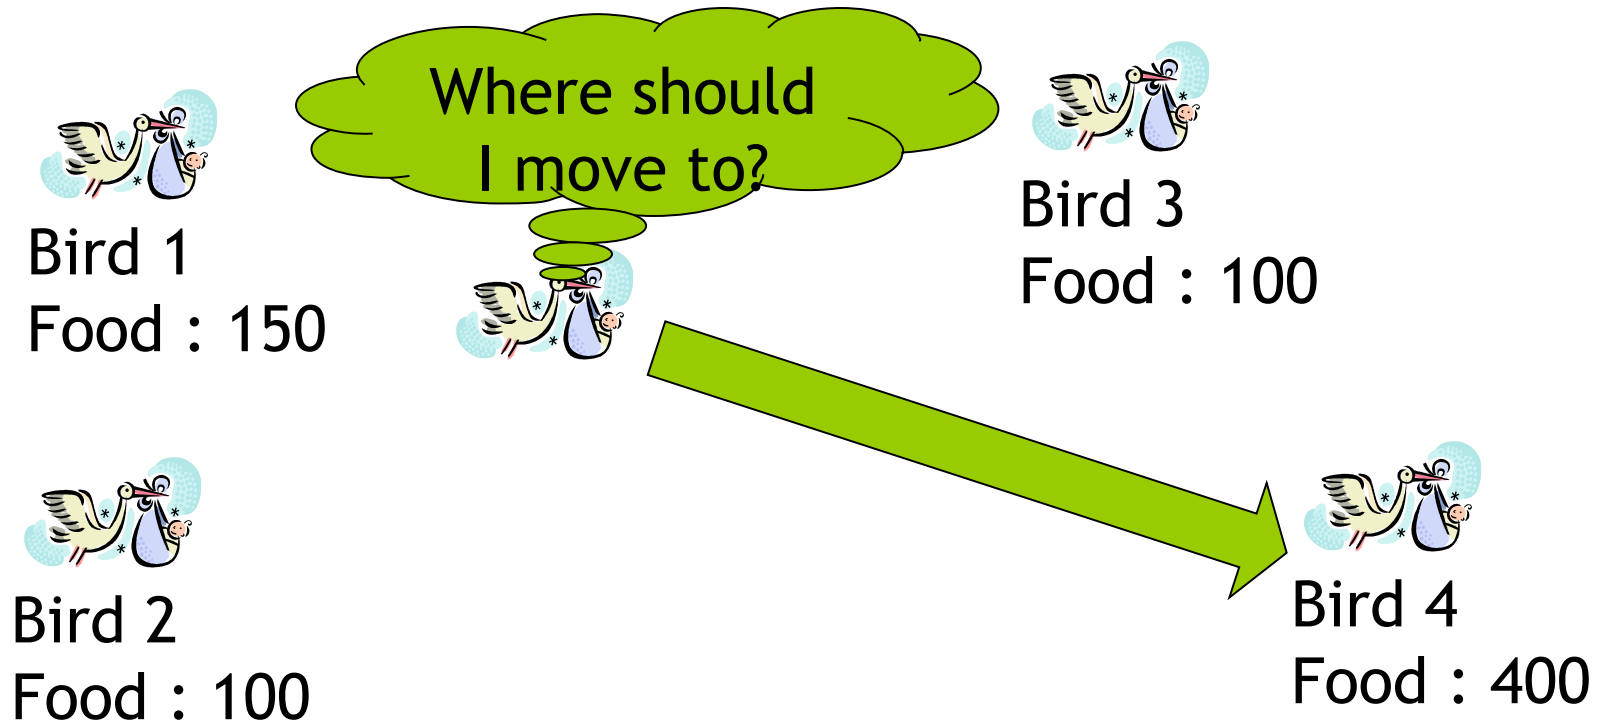 Where should
I move to?
Bird 1
Food : 150
Bird 3
Food : 100
Bird 2
Food : 100
Bird 4
Food : 400